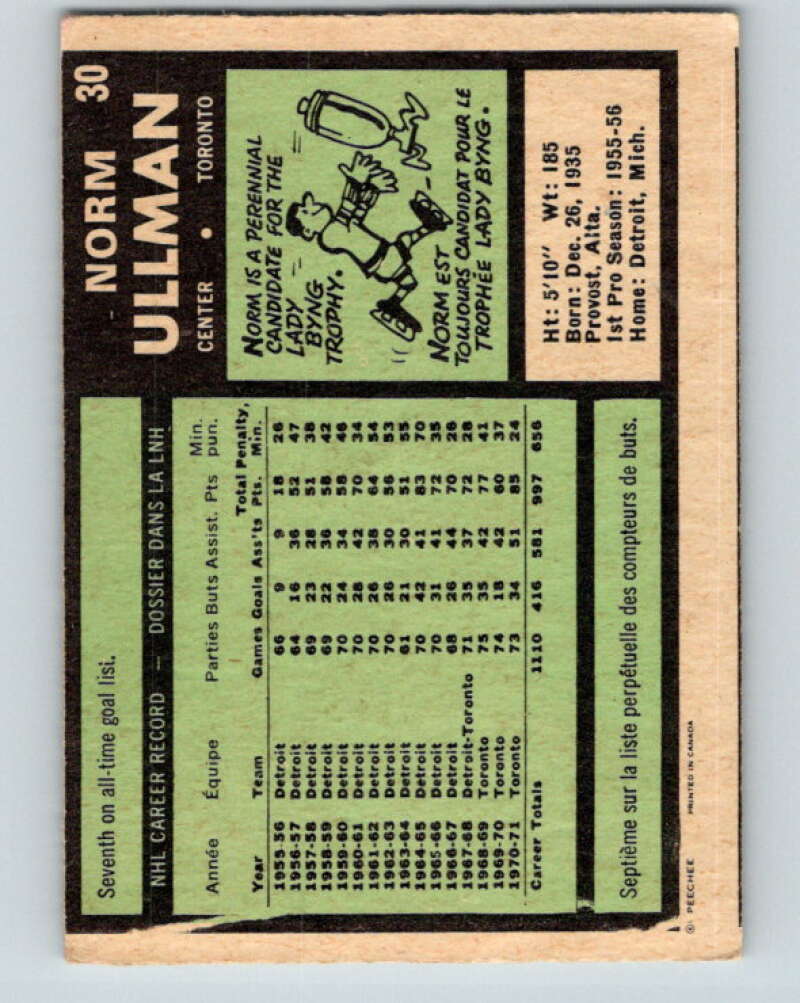 NORM 30
ULLMAN
CENTER • TORONTO
NORM IS A PERENNIAL
CANDIDATE FOR THE
LADY
BYNG
TROPHY.
NORM EST
TOUJOURS CANDIDAT POUR LE
TROPHÉE LADY BYNG.
Ht: 5'10" Wt: 185
Born: Dec. 26, 1935
Provost, Alta.
1st Pro Season: 1955-56
Home: Detroit, Mich.
Seventh on all-time goal list.
NHL CAREER RECORD — DOSSIER DANS LA LNH
Année Équipe Parties Buts Assist. Pts Min. pun.
Year Team Games Goals Ass'ts Total Pts. Penalty, Min.
1955-56 Detroit 66 9 9 18 26
1956-57 Detroit 64 16 36 52 47
1957-58 Detroit 69 23 28 51 38
1958-59 Detroit 69 22 36 58 42
1959-60 Detroit 70 24 34 58 46
1960-61 Detroit 70 28 42 70 34
1961-62 Detroit 70 26 38 64 54
1962-63 Detroit 70 26 30 56 53
1963-64 Detroit 61 21 30 51 55
1964-65 Detroit 70 42 41 83 70
1965-66 Detroit 70 31 41 72 35
1966-67 Detroit 68 26 44 70 26
1967-68 Detroit-Toronto 71 35 37 72 28
1968-69 Toronto 75 35 42 77 41
1969-70 Toronto 74 18 42 60 37
1970-71 Toronto 73 34 51 85 24
Career Totals 1110 416 581 997 656
Septième sur la liste perpétuelle des compteurs de buts.
© PEECHEE PRINTED IN CANADA